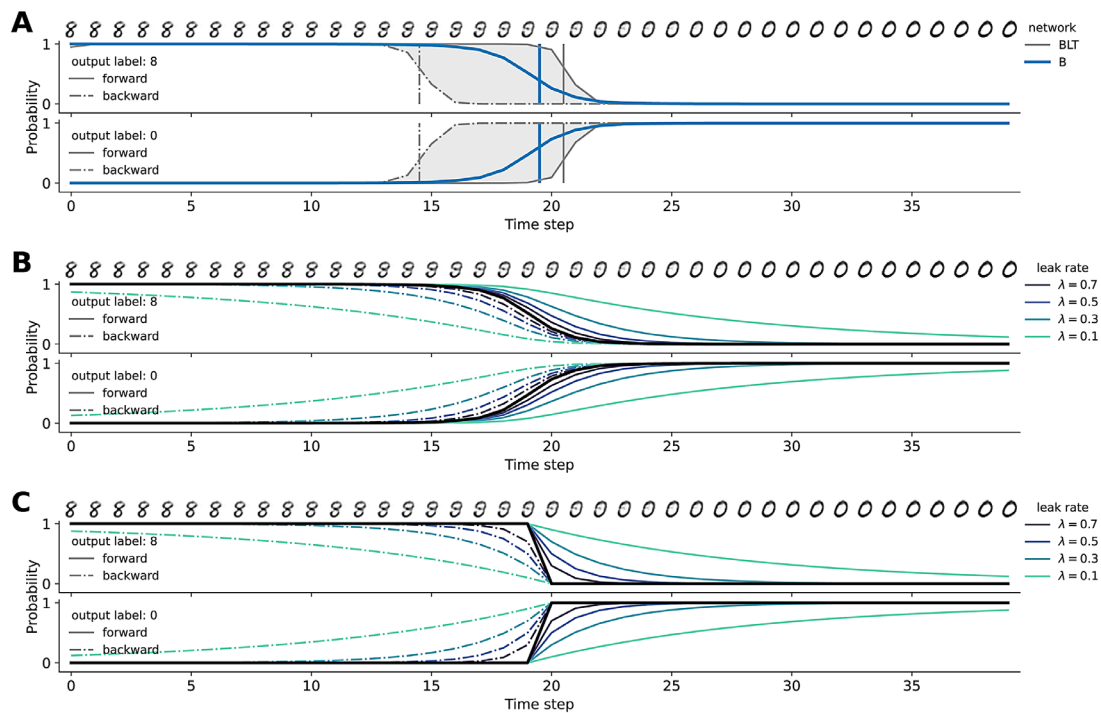 A
network
BLT
B
Probability
1
output label: 8
forward
backward
0
1
output label: 0
forward
backward
0
0 5 10 15 20 25 30 35
Time step
B
leak rate
λ = 0.7
λ = 0.5
λ = 0.3
λ = 0.1
Probability
1
output label: 8
forward
backward
0
1
output label: 0
forward
backward
0
0 5 10 15 20 25 30 35
Time step
C
leak rate
λ = 0.7
λ = 0.5
λ = 0.3
λ = 0.1
Probability
1
output label: 8
forward
backward
0
1
output label: 0
forward
backward
0
0 5 10 15 20 25 30 35
Time step